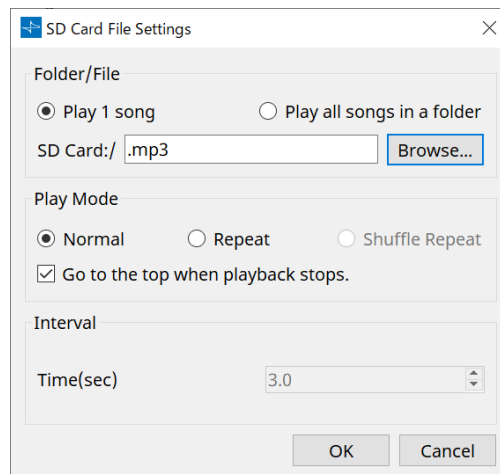 SD Card File Settings
Folder/File
Play 1 song Play all songs in a folder
SD Card:/ .mp3 Browse...
Play Mode
Normal Repeat Shuffle Repeat
Go to the top when playback stops.
Interval
Time(sec) 3.0
OK Cancel